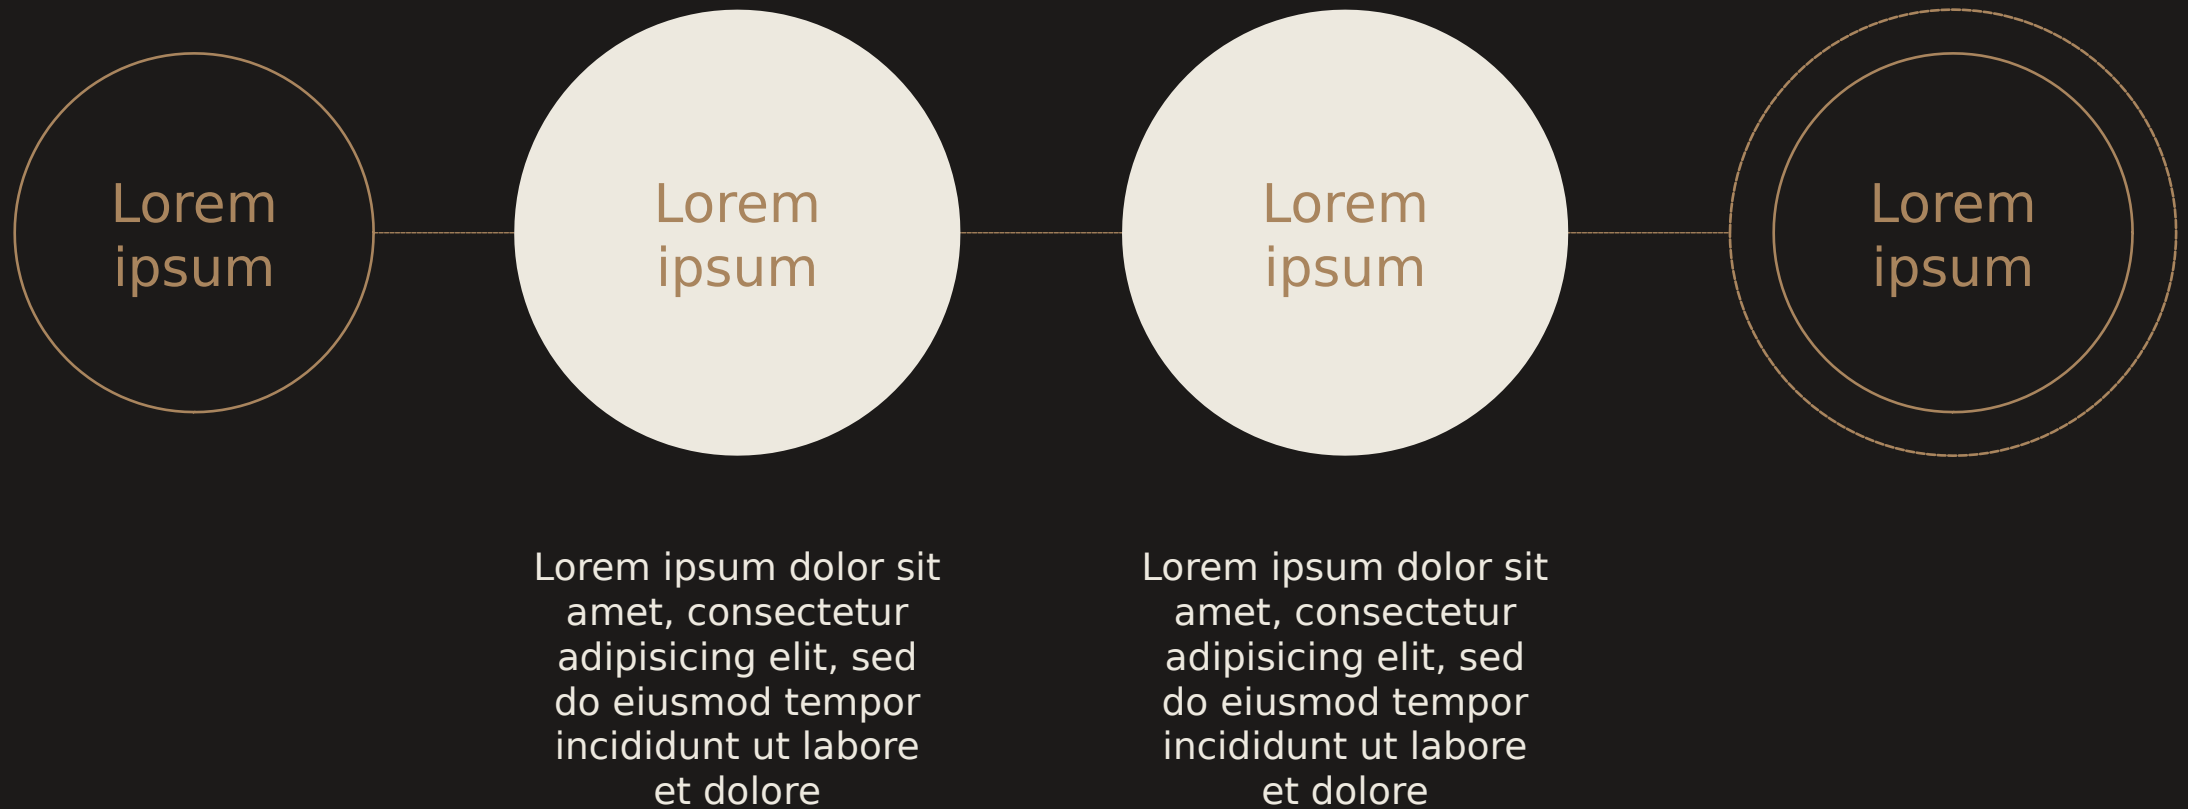 Lorem
ipsum
Lorem
ipsum
Lorem
ipsum
Lorem
ipsum
Lorem ipsum dolor sit
amet, consectetur
adipisicing elit, sed
do eiusmod tempor
incididunt ut labore
et dolore
Lorem ipsum dolor sit
amet, consectetur
adipisicing elit, sed
do eiusmod tempor
incididunt ut labore
et dolore